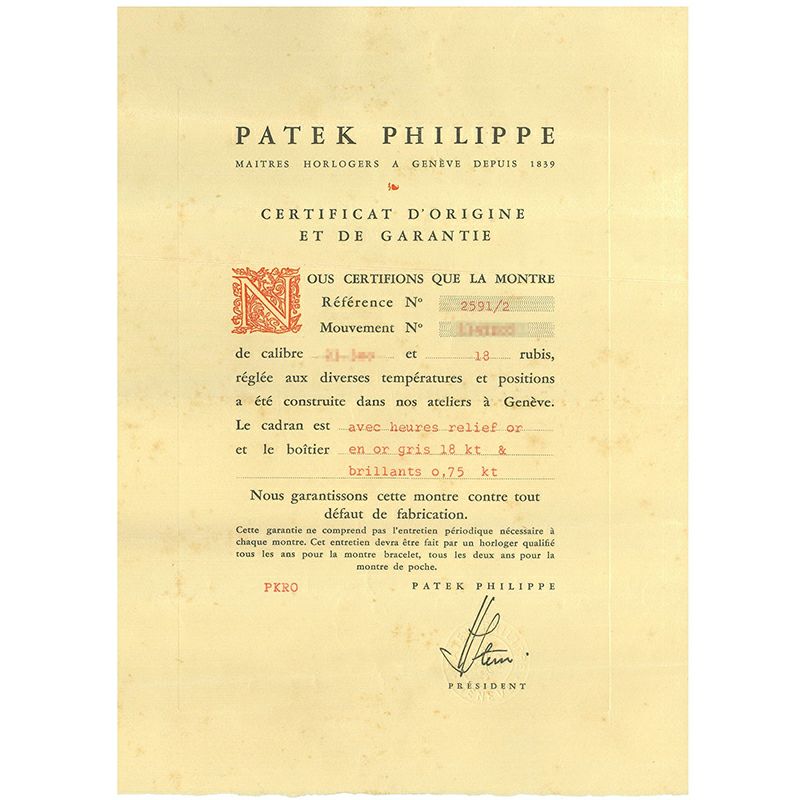 PATEK PHILIPPE
MAITRES HORLOGERS A GENÈVE DEPUIS 1839
CERTIFICAT D'ORIGINE
ET DE GARANTIE
NOUS CERTIFIONS QUE LA MONTRE
Référence Nº 2591/2
Mouvement Nº
de calibre et 18 rubis,
réglée aux diverses températures et positions
a été construite dans nos ateliers à Genève.
Le cadran est avec heures relief or
et le boîtier en or gris 18 kt &
brillants 0,75 kt
Nous garantissons cette montre contre tout
défaut de fabrication.
Cette garantie ne comprend pas l'entretien périodique nécessaire à
chaque montre. Cet entretien devra être fait par un horloger qualifié
tous les ans pour la montre bracelet, tous les deux ans pour la
montre de poche.
PKRO PATEK PHILIPPE
Stern
PRÉSIDENT